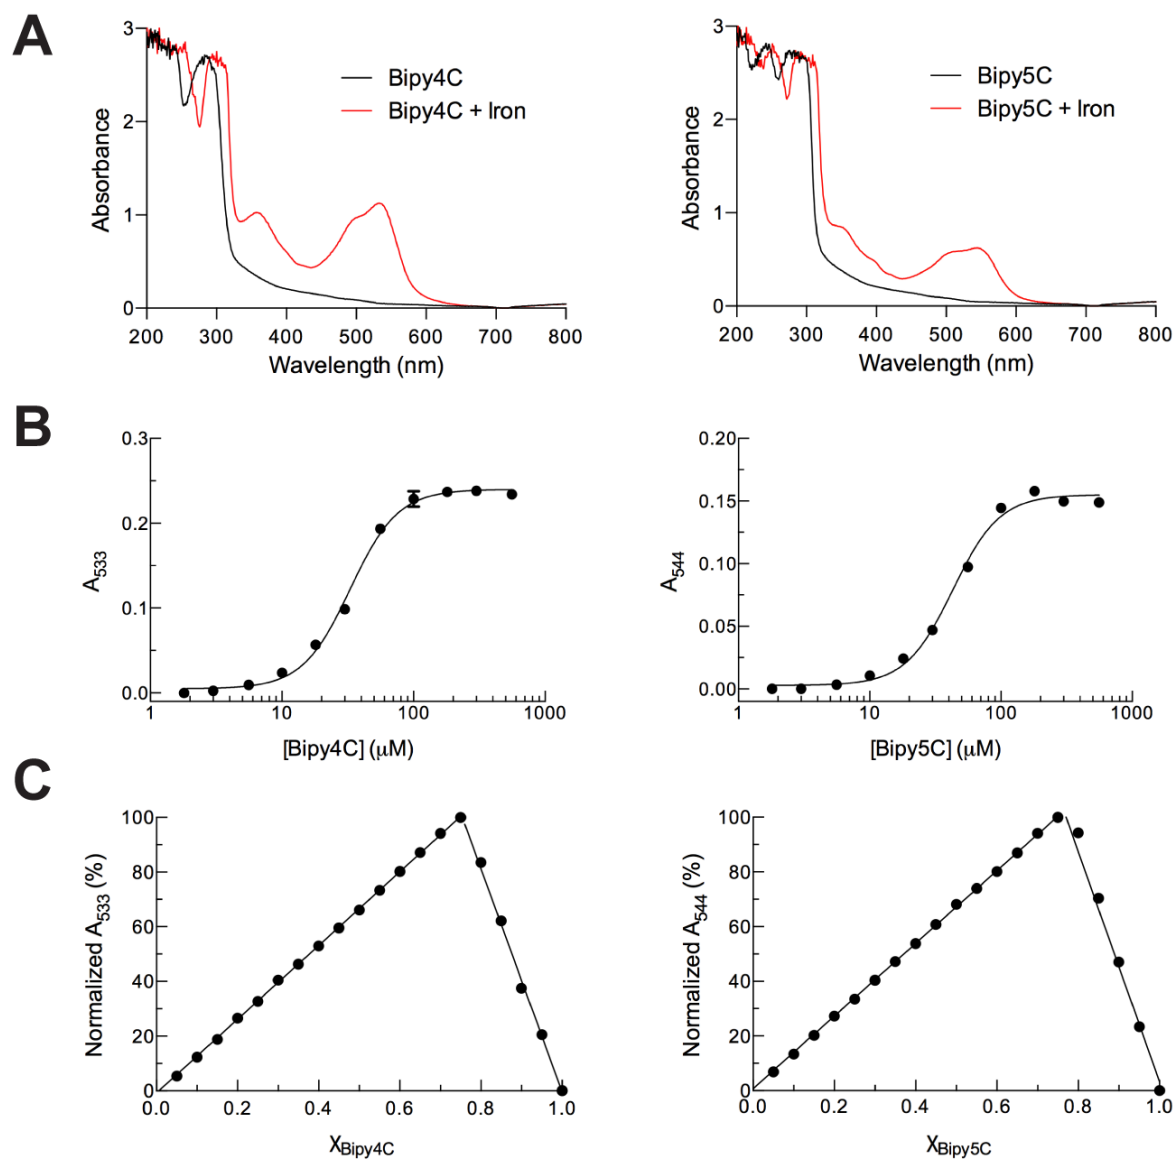 A
3
2
1
0
Absorbance
Bipy4C
Bipy4C + Iron
200 300 400 500 600 700 800
Wavelength (nm)
3
2
1
0
Absorbance
Bipy5C
Bipy5C + Iron
200 300 400 500 600 700 800
Wavelength (nm)
B
0.3
0.2
0.1
0.0
A533
1 10 100 1000
[Bipy4C] (μM)
0.20
0.15
0.10
0.05
0.00
A544
1 10 100 1000
[Bipy5C] (μM)
C
100
80
60
40
20
0
Normalized A533 (%)
0.0 0.2 0.4 0.6 0.8 1.0
χBipy4C
100
80
60
40
20
0
Normalized A544 (%)
0.0 0.2 0.4 0.6 0.8 1.0
χBipy5C